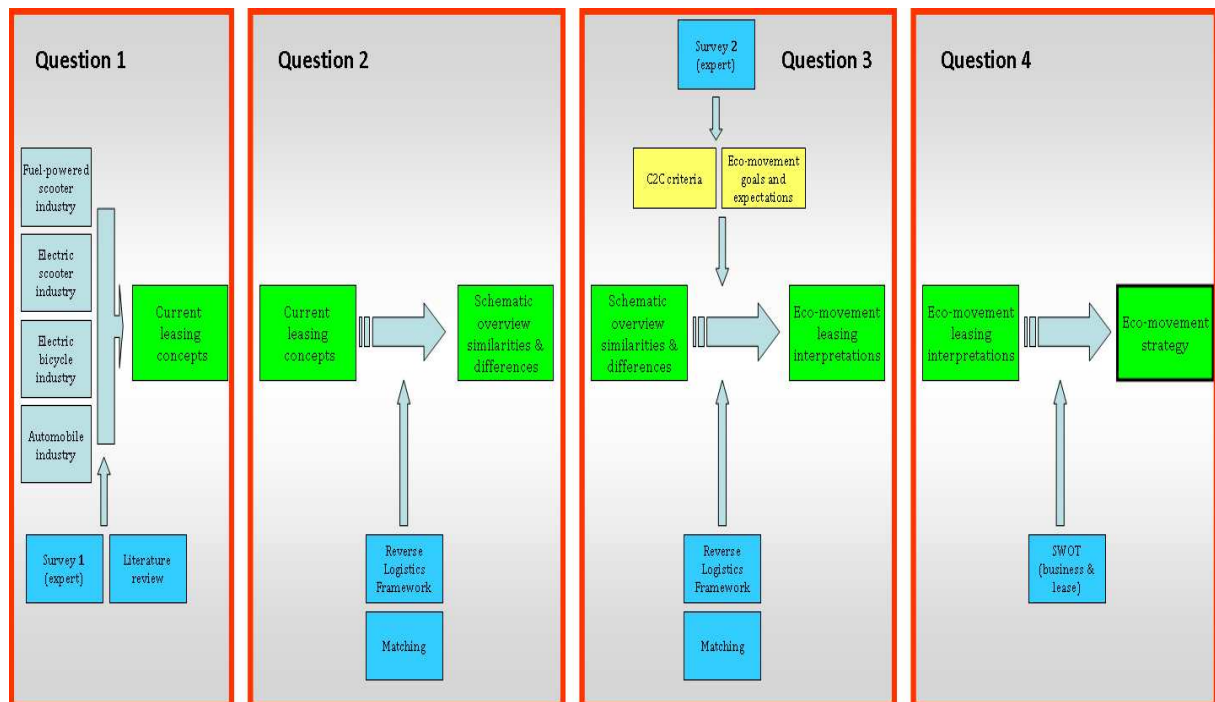 Question 1
Fuel-powered
scooter
industry
Electric
scooter
industry
Electric
bicycle
industry
Automobile
industry
Current
leasing
concepts
Survey 1
(expert)
Literature
review
Question 2
Current
leasing
concepts
Schematic
overview
similarities &
differences
Reverse
Logistics
Framework
Matching
Question 3
Survey 2
(expert)
C2C criteria
Eco-movement
goals and
expectations
Schematic
overview
similarities &
differences
Eco-movement
leasing
interpretations
Reverse
Logistics
Framework
Matching
Question 4
Eco-movement
leasing
interpretations
Eco-movement
strategy
SWOT
(business &
lease)